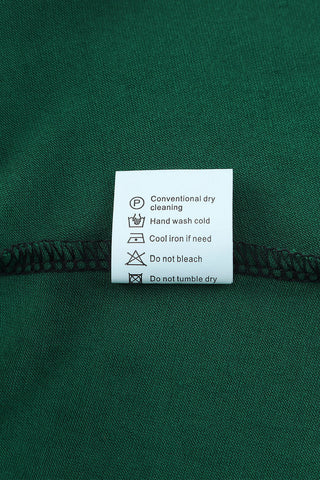 P Conventional dry
cleaning
Hand wash cold
Cool iron if need
Do not bleach
Do not tumble dry